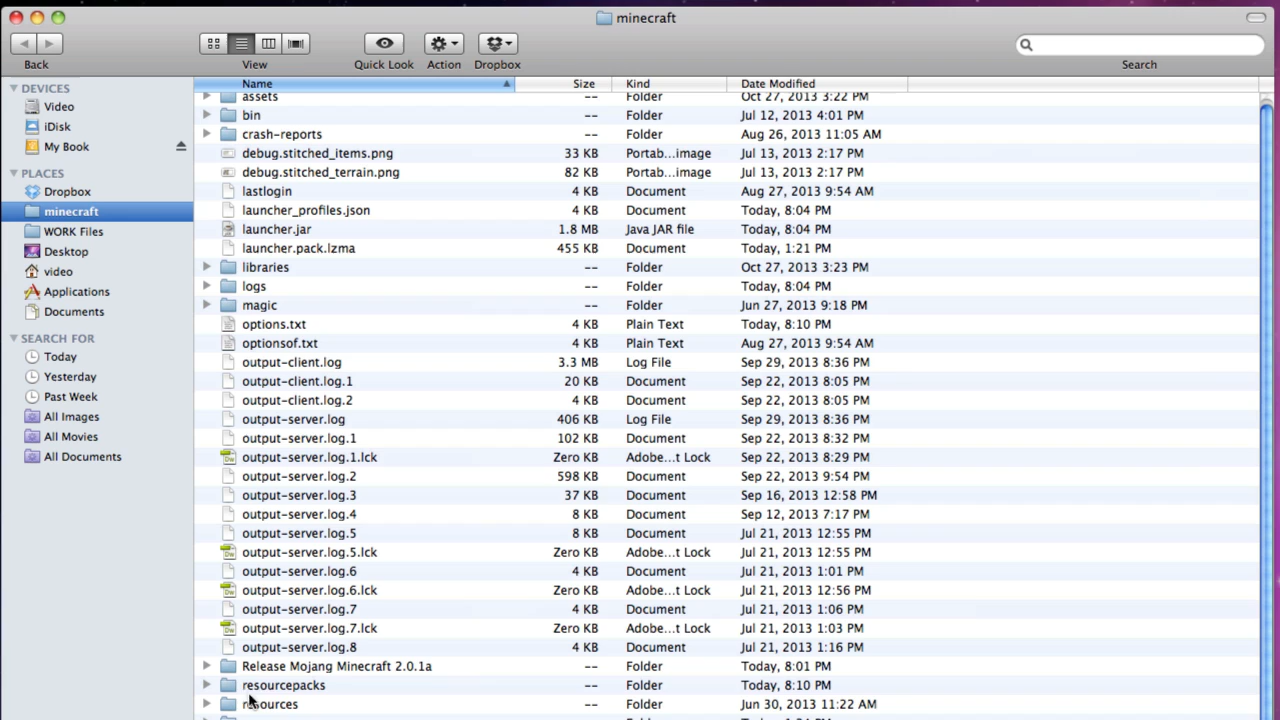 minecraft
Back
View
Quick Look
Action
Dropbox
Search
DEVICES
Video
iDisk
My Book
PLACES
Dropbox
minecraft
WORK Files
Desktop
video
Applications
Documents
SEARCH FOR
Today
Yesterday
Past Week
All Images
All Movies
All Documents
Name Size Kind Date Modified
assets -- Folder Oct 27, 2013 3:22 PM
bin -- Folder Jul 12, 2013 4:01 PM
crash-reports -- Folder Aug 26, 2013 11:05 AM
debug.stitched_items.png 33 KB Portab...image Jul 13, 2013 2:17 PM
debug.stitched_terrain.png 82 KB Portab...image Jul 13, 2013 2:17 PM
lastlogin 4 KB Document Aug 27, 2013 9:54 AM
launcher_profiles.json 4 KB Document Today, 8:04 PM
launcher.jar 1.8 MB Java JAR file Today, 8:04 PM
launcher.pack.lzma 455 KB Document Today, 1:21 PM
libraries -- Folder Oct 27, 2013 3:23 PM
logs -- Folder Today, 8:04 PM
magic -- Folder Jun 27, 2013 9:18 PM
options.txt 4 KB Plain Text Today, 8:10 PM
optionsof.txt 4 KB Plain Text Aug 27, 2013 9:54 AM
output-client.log 3.3 MB Log File Sep 29, 2013 8:36 PM
output-client.log.1 20 KB Document Sep 22, 2013 8:05 PM
output-client.log.2 4 KB Document Sep 22, 2013 8:05 PM
output-server.log 406 KB Log File Sep 29, 2013 8:36 PM
output-server.log.1 102 KB Document Sep 22, 2013 8:32 PM
output-server.log.1.lck Zero KB Adobe...t Lock Sep 22, 2013 8:29 PM
output-server.log.2 598 KB Document Sep 22, 2013 9:54 PM
output-server.log.3 37 KB Document Sep 16, 2013 12:58 PM
output-server.log.4 8 KB Document Sep 12, 2013 7:17 PM
output-server.log.5 8 KB Document Jul 21, 2013 12:55 PM
output-server.log.5.lck Zero KB Adobe...t Lock Jul 21, 2013 12:53 PM
output-server.log.6 4 KB Document Jul 21, 2013 1:01 PM
output-server.log.6.lck Zero KB Adobe...t Lock Jul 21, 2013 12:56 PM
output-server.log.7 4 KB Document Jul 21, 2013 1:06 PM
output-server.log.7.lck Zero KB Adobe...t Lock Jul 21, 2013 1:03 PM
output-server.log.8 4 KB Document Jul 21, 2013 1:16 PM
Release Mojang Minecraft 2.0.1a -- Folder Today, 8:01 PM
resourcepacks -- Folder Today, 8:10 PM
resources -- Folder Jun 30, 2013 11:22 AM